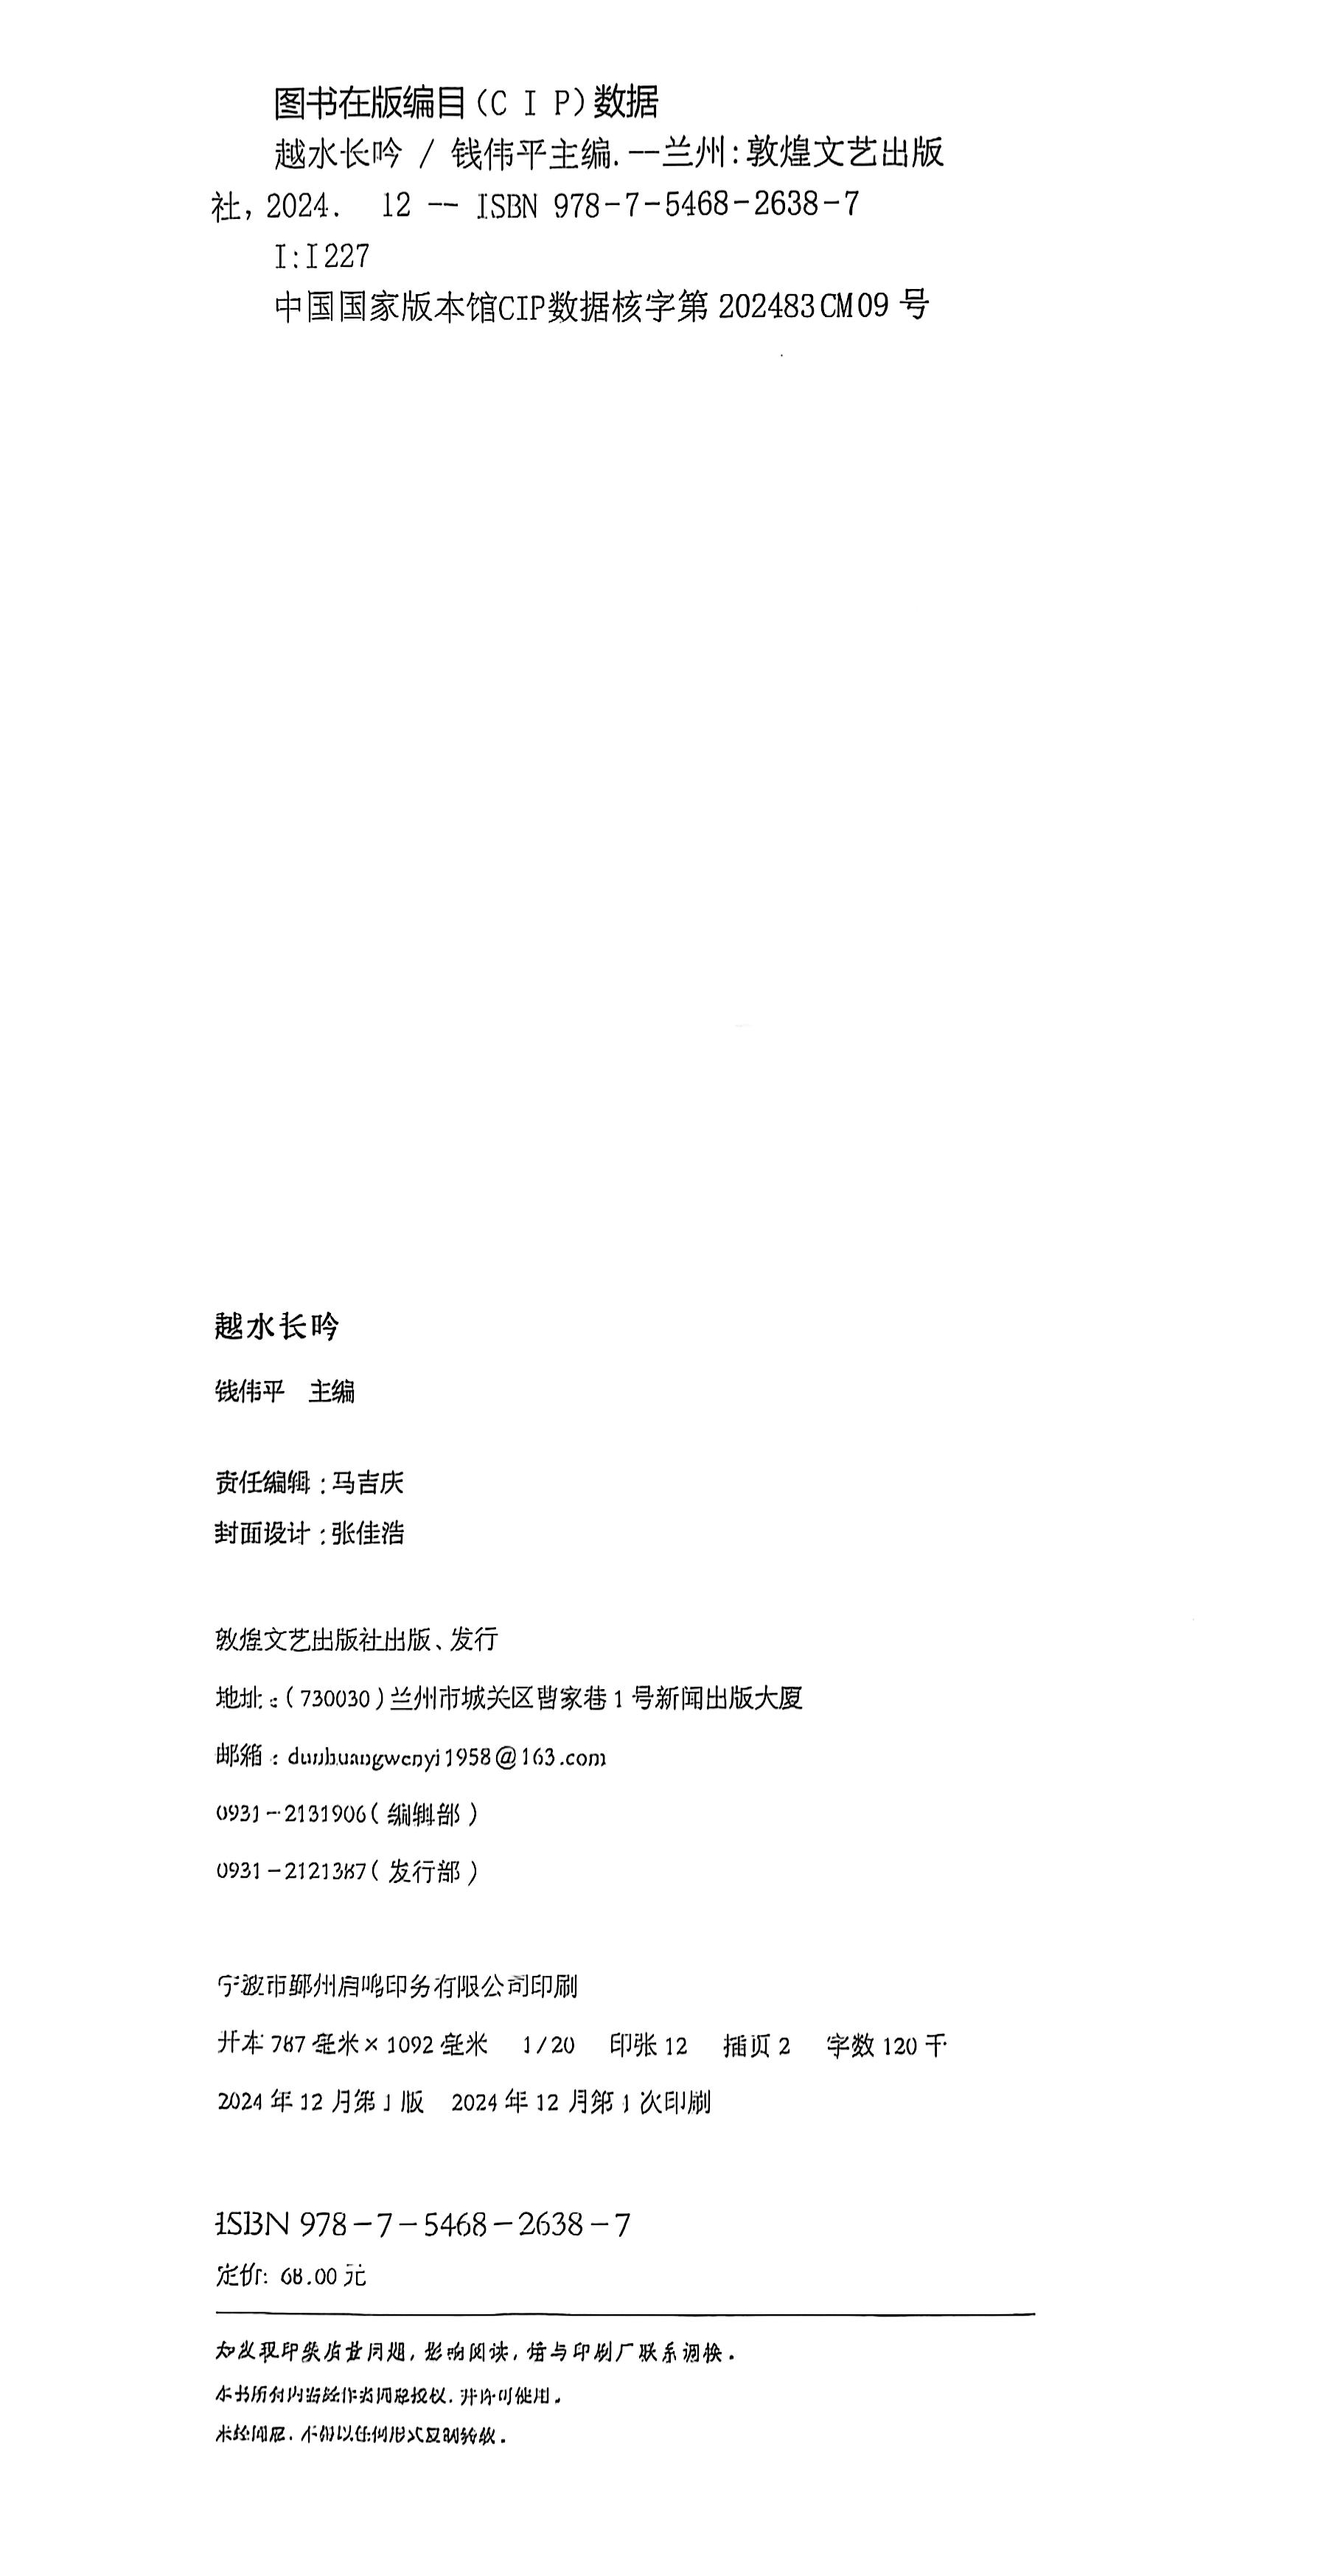 图书在版编目(C I P)数据
越水长吟 / 钱伟平主编. --兰州:敦煌文艺出版
社, 2024. 12 -- ISBN 978-7-5468-2638-7
I:I227
中国国家版本馆CIP数据核字第 202483CM09 号
越水长吟
钱伟平 主编
责任编辑:马吉庆
封面设计:张佳浩
敦煌文艺出版社出版、发行
地址:(730030)兰州市城关区曹家巷 1 号新闻出版大厦
邮箱:dunhuangwenyi1958@163.com
0931-2131906(编辑部)
0931-2121387(发行部)
宁波市鄞州启鸣印务有限公司印刷
开本 787 毫米×1092 毫米 1/20 印张 12 插页 2 字数 120 千
2024 年 12 月第 1 版 2024 年 12 月第 1 次印刷
ISBN 978-7-5468-2638-7
定价: 68.00 元
如发现印装质量问题,影响阅读,请与印刷厂联系调换.
本书所有内容经作者同意授权,并许可使用.
未经同意,不得以任何形式复制转载.